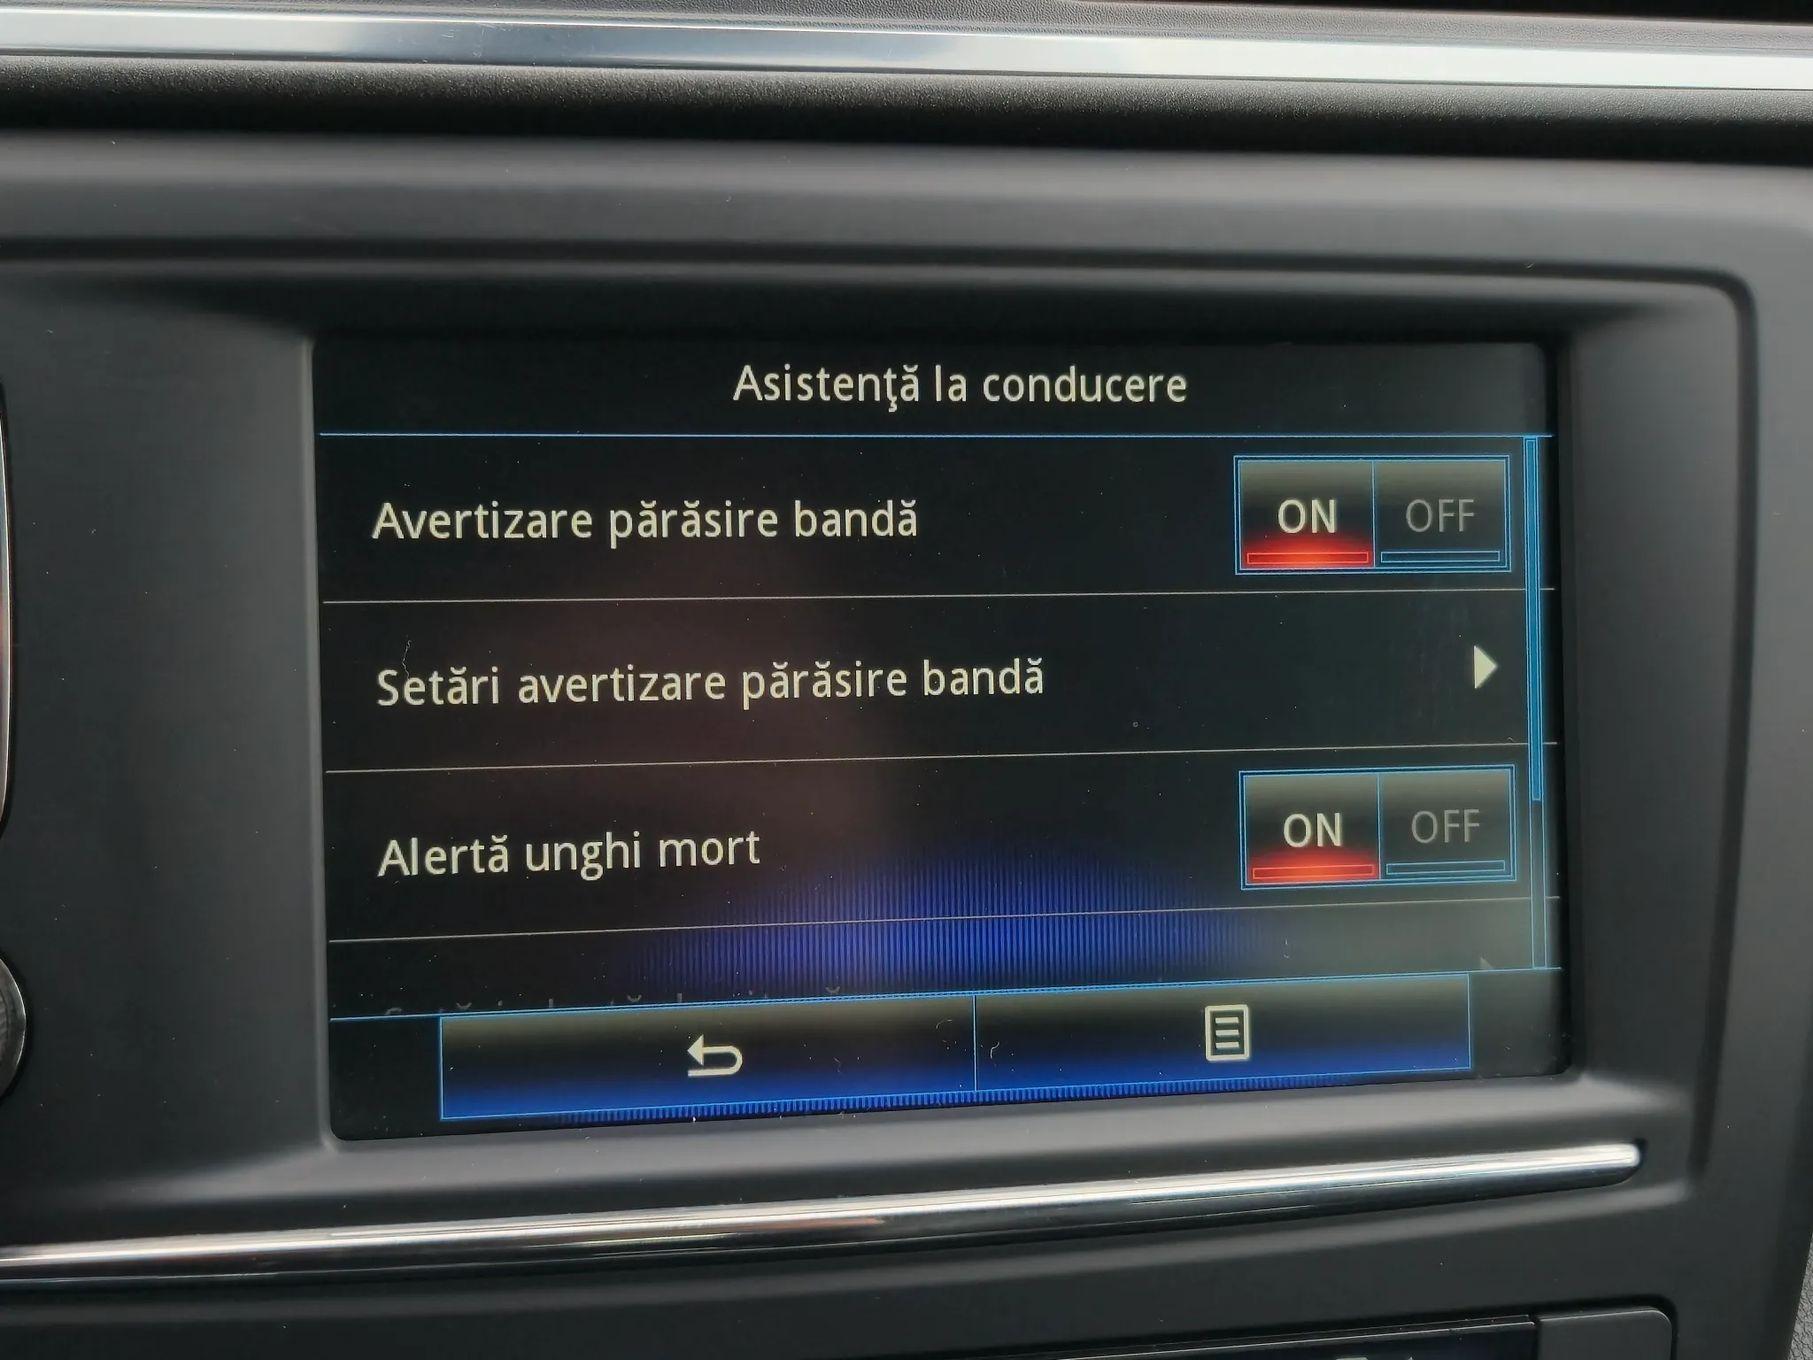 Asistenţă la conducere
Avertizare părăsire bandă
ON OFF
Setări avertizare părăsire bandă
Alertă unghi mort
ON OFF